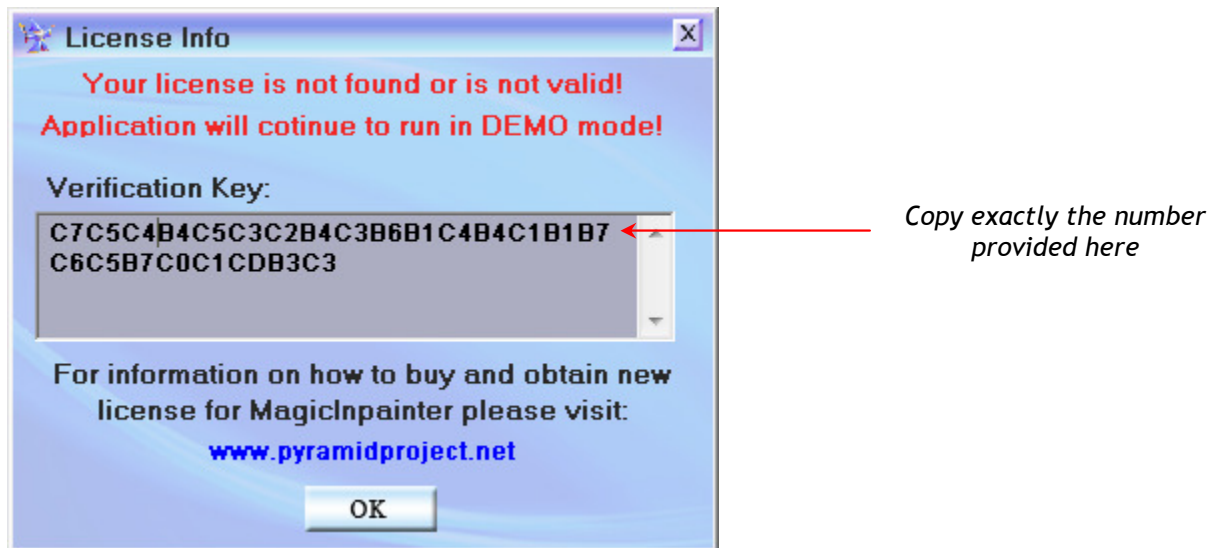 License Info
X
Your license is not found or is not valid!
Application will cotinue to run in DEMO mode!
Verification Key:
C7C5C4B4C5C3C2B4C3B6B1C4B4C1B1B7
C6C5B7C0C1CDB3C3
Copy exactly the number
provided here
For information on how to buy and obtain new
license for MagicInpainter please visit:
www.pyramidproject.net
OK